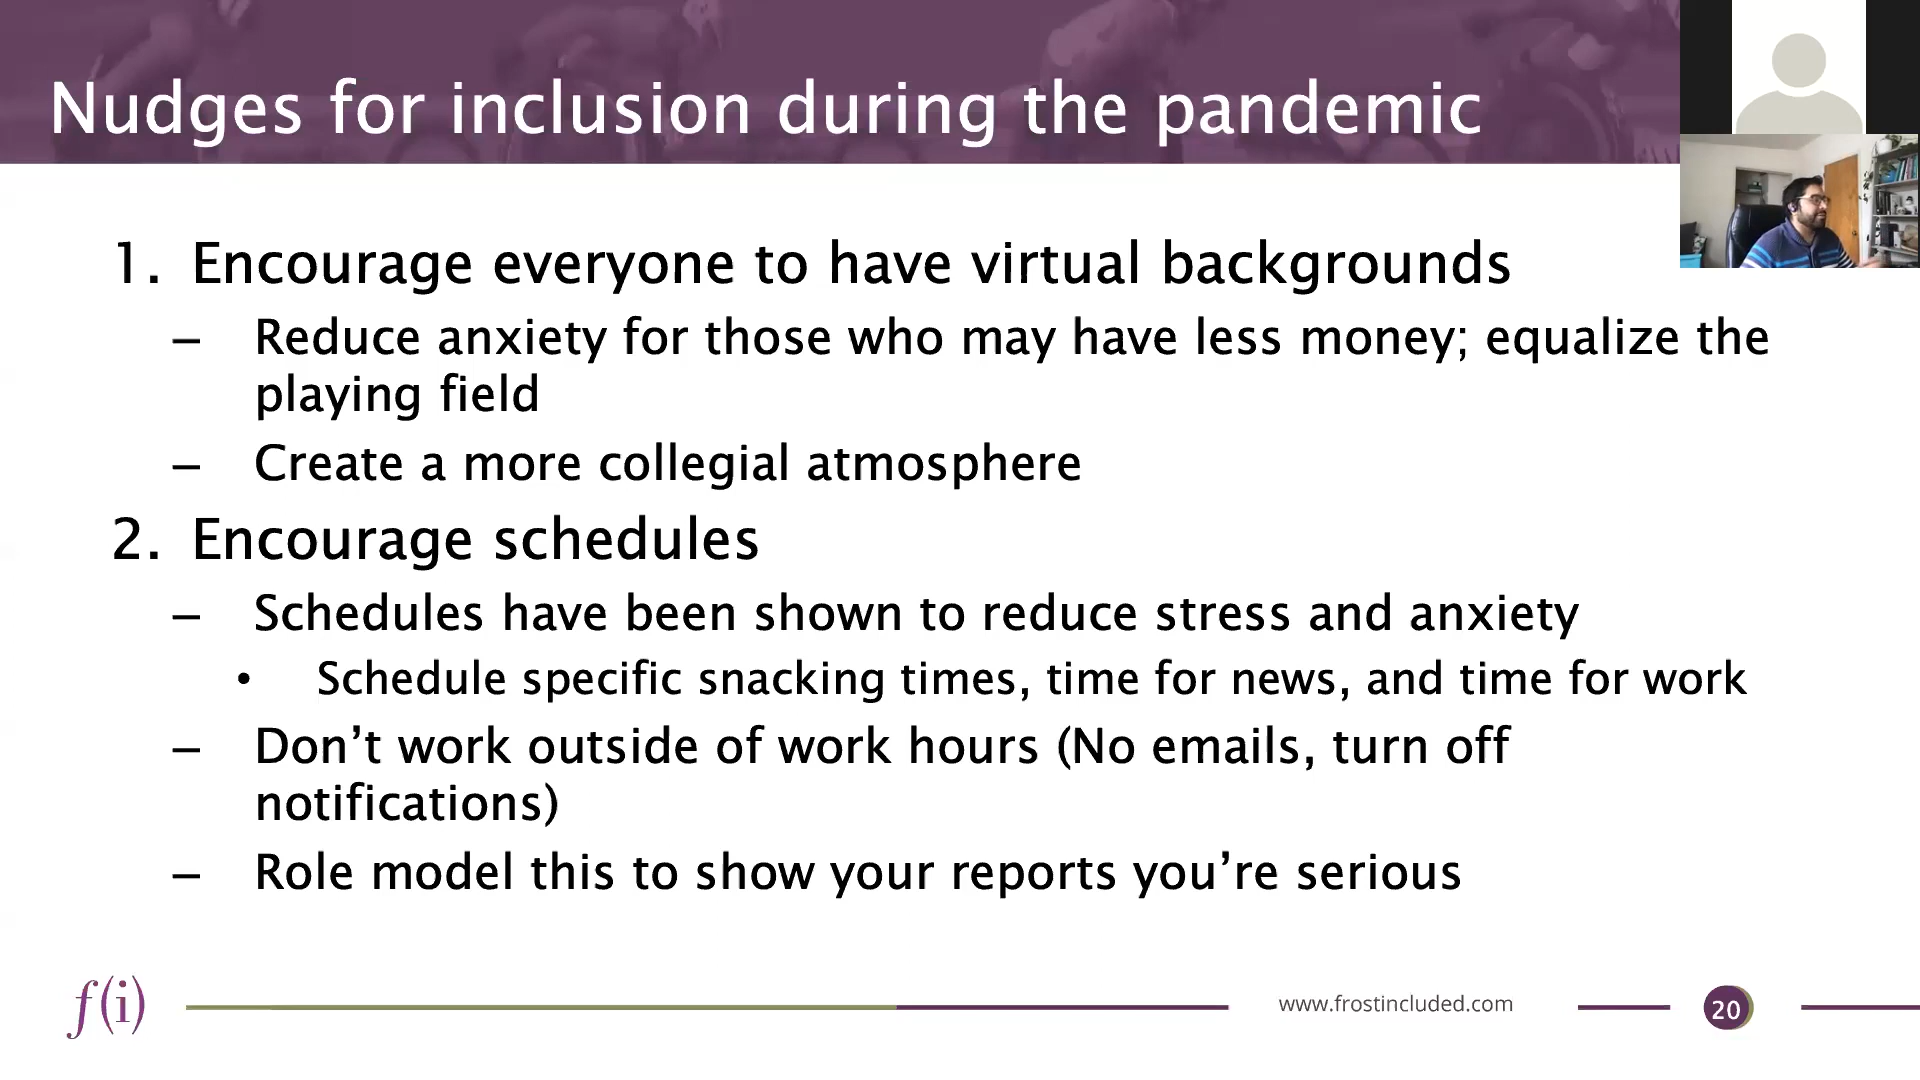 Nudges for inclusion during the pandemic
1. Encourage everyone to have virtual backgrounds
– Reduce anxiety for those who may have less money; equalize the
playing field
– Create a more collegial atmosphere
2. Encourage schedules
– Schedules have been shown to reduce stress and anxiety
• Schedule specific snacking times, time for news, and time for work
– Don’t work outside of work hours (No emails, turn off
notifications)
– Role model this to show your reports you’re serious
f(i)
www.frostincluded.com
20